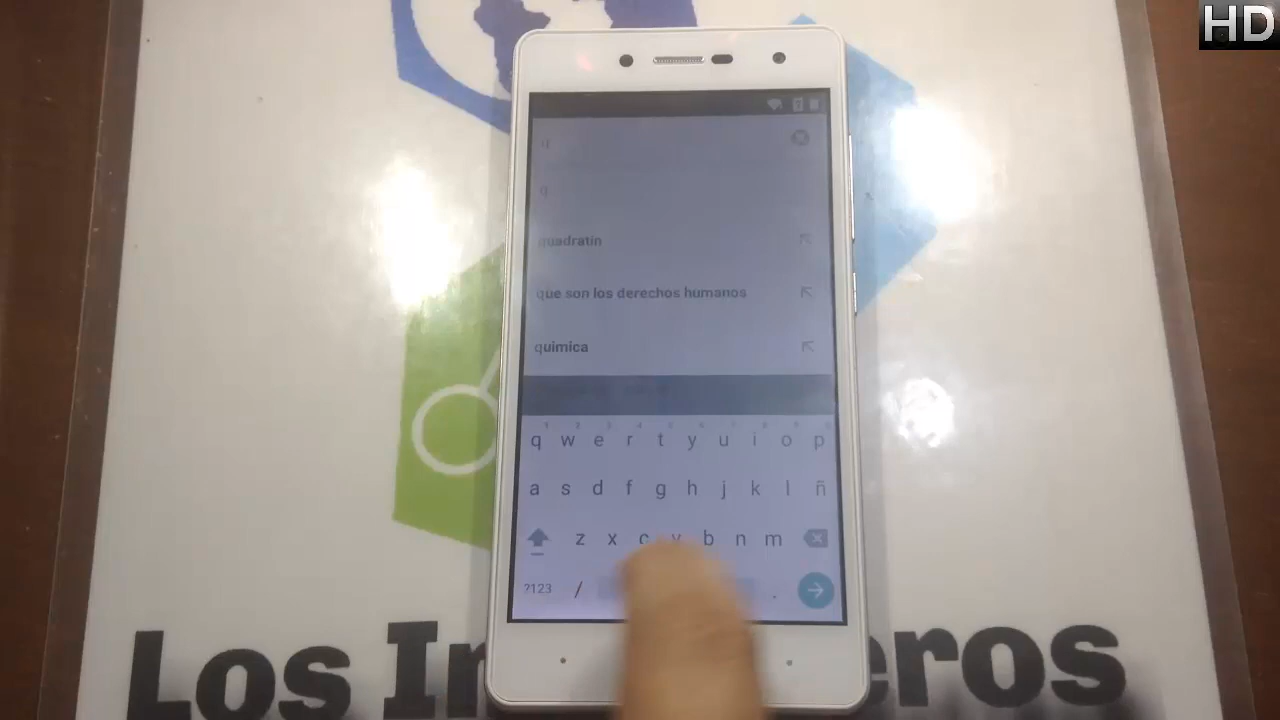 HD
q
q
quadratin
que son los derechos humanos
quimica
q w e r t y u i o p
a s d f g h j k l ñ
z x c v b n m
?123 / .
Los In eros